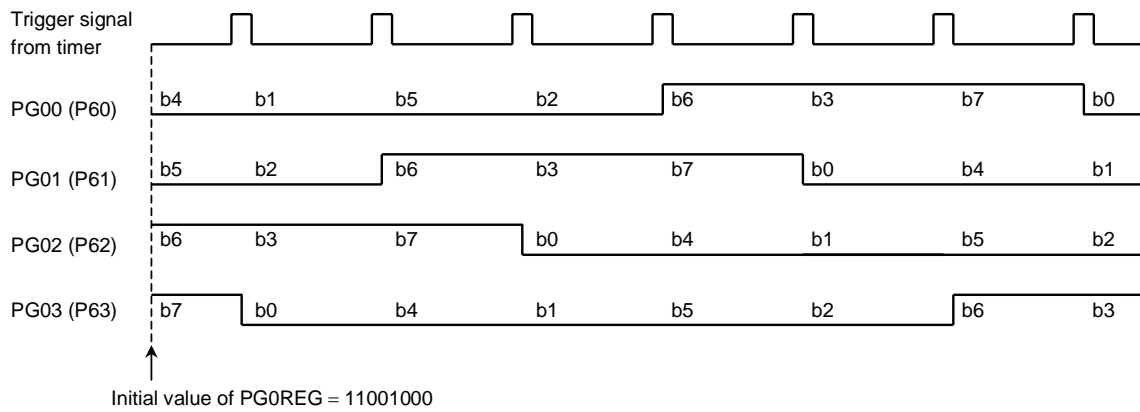 Trigger signal
from timer
PG00 (P60) b4 b1 b5 b2 b6 b3 b7 b0
PG01 (P61) b5 b2 b6 b3 b7 b0 b4 b1
PG02 (P62) b6 b3 b7 b0 b4 b1 b5 b2
PG03 (P63) b7 b0 b4 b1 b5 b2 b6 b3
Initial value of PG0REG = 11001000